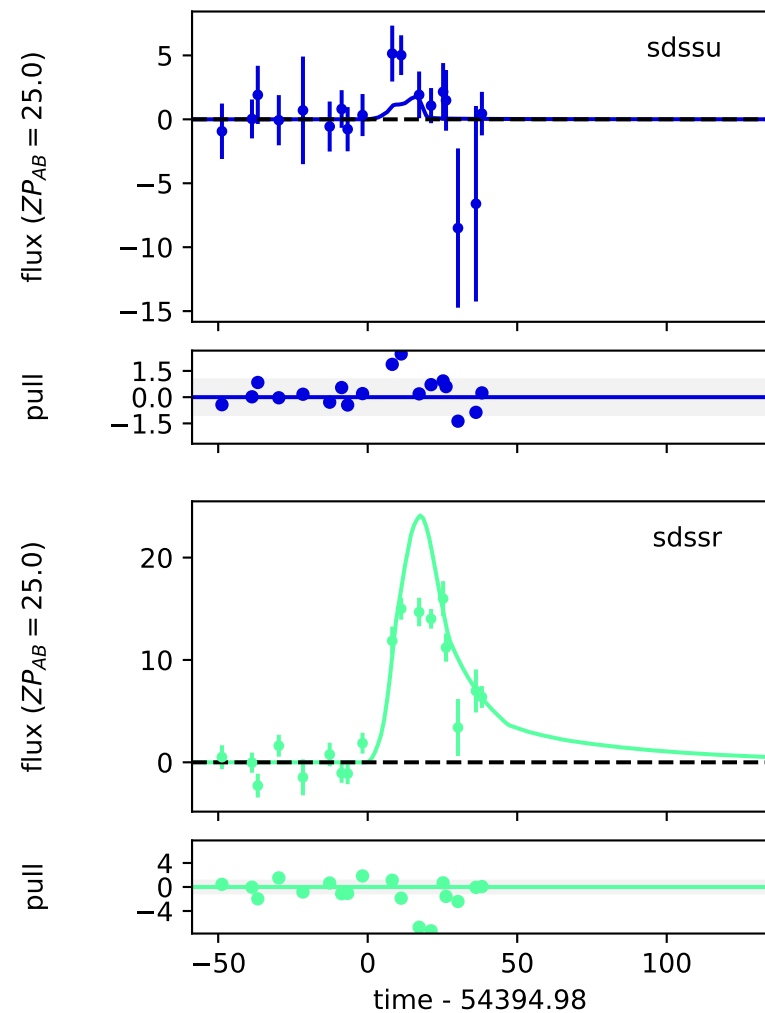 sdssu
flux (ZP_AB = 25.0)
5
0
−5
−10
−15
pull
1.5
0.0
−1.5
sdssr
flux (ZP_AB = 25.0)
20
10
0
pull
4
0
−4
−50 0 50 100
time - 54394.98